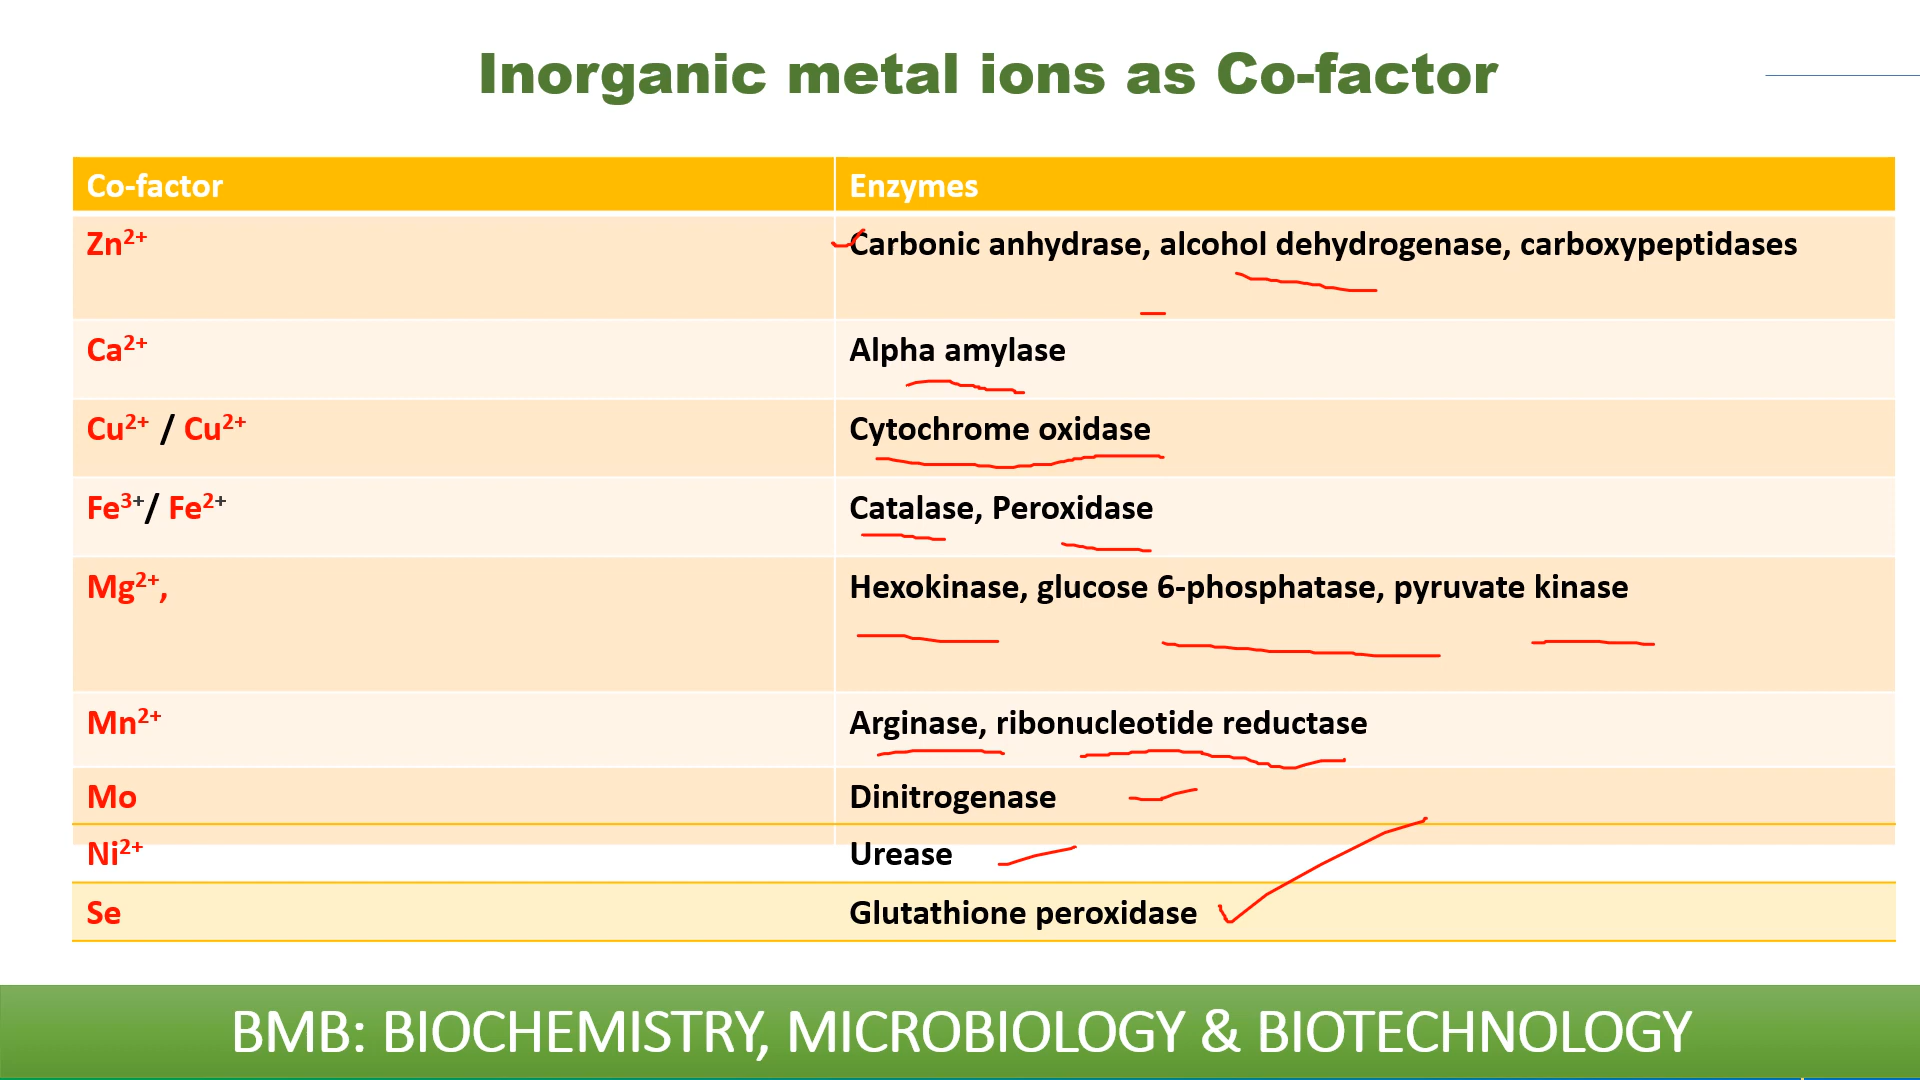 Inorganic metal ions as Co-factor
Co-factor Enzymes
Zn²⁺ Carbonic anhydrase, alcohol dehydrogenase, carboxypeptidases
Ca²⁺ Alpha amylase
Cu²⁺ / Cu²⁺ Cytochrome oxidase
Fe³⁺/ Fe²⁺ Catalase, Peroxidase
Mg²⁺, Hexokinase, glucose 6-phosphatase, pyruvate kinase
Mn²⁺ Arginase, ribonucleotide reductase
Mo Dinitrogenase
Ni²⁺ Urease
Se Glutathione peroxidase
BMB: BIOCHEMISTRY, MICROBIOLOGY & BIOTECHNOLOGY